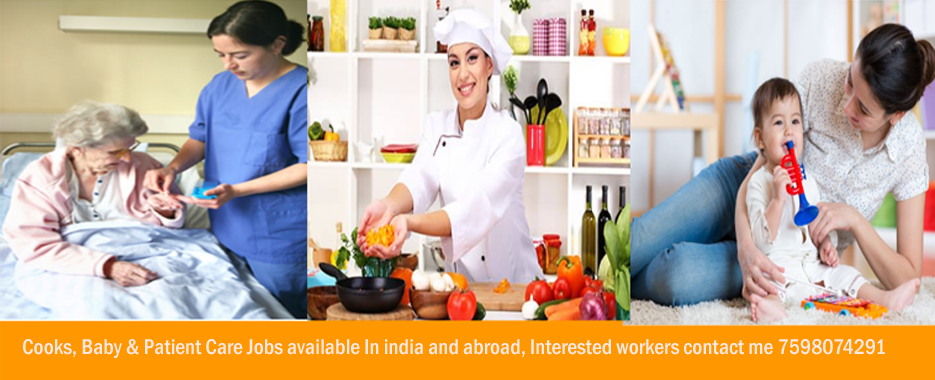 Cooks, Baby & Patient Care Jobs available In india and abroad, Interested workers contact me 7598074291